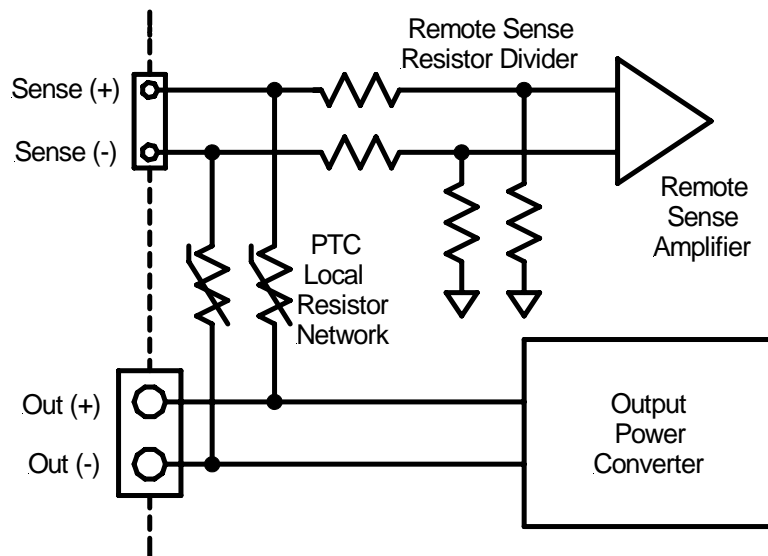 Remote Sense
Resistor Divider
Sense (+)
Sense (-)
Remote
Sense
Amplifier
PTC
Local
Resistor
Network
Out (+)
Out (-)
Output
Power
Converter